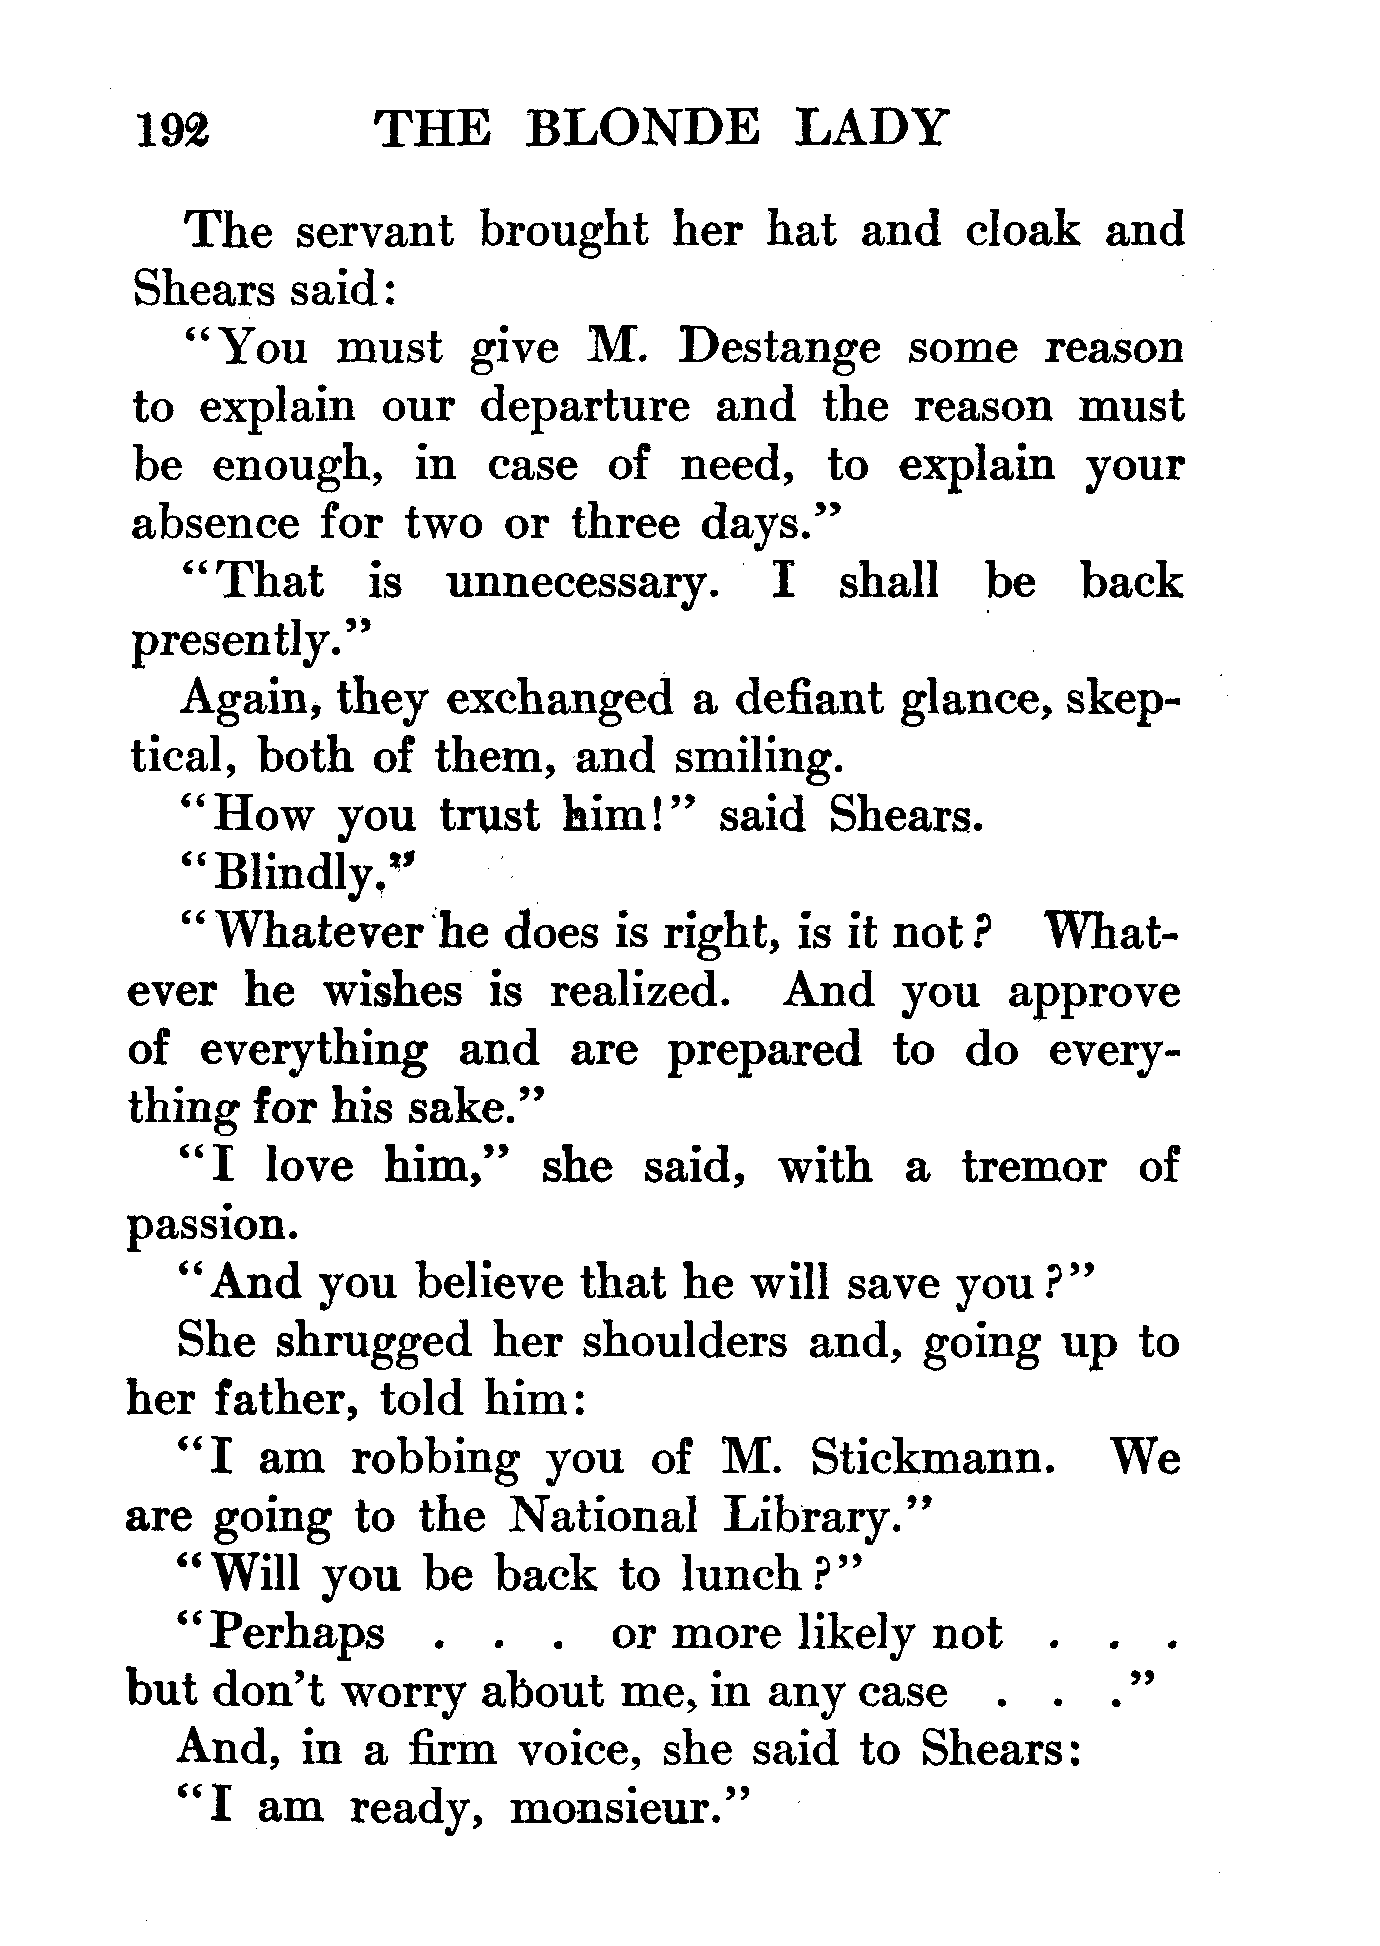 192 THE BLONDE LADY
The servant brought her hat and cloak and
Shears said:
"You must give M. Destange some reason
to explain our departure and the reason must
be enough, in case of need, to explain your
absence for two or three days."
"That is unnecessary. I shall be back
presently."
Again, they exchanged a defiant glance, skep-
tical, both of them, and smiling.
"How you trust him!" said Shears.
"Blindly."
"Whatever he does is right, is it not? What-
ever he wishes is realized. And you approve
of everything and are prepared to do every-
thing for his sake."
"I love him," she said, with a tremor of
passion.
"And you believe that he will save you?"
She shrugged her shoulders and, going up to
her father, told him:
"I am robbing you of M. Stickmann. We
are going to the National Library."
"Will you be back to lunch?"
"Perhaps . . . or more likely not . . .
but don't worry about me, in any case . . ."
And, in a firm voice, she said to Shears:
"I am ready, monsieur."